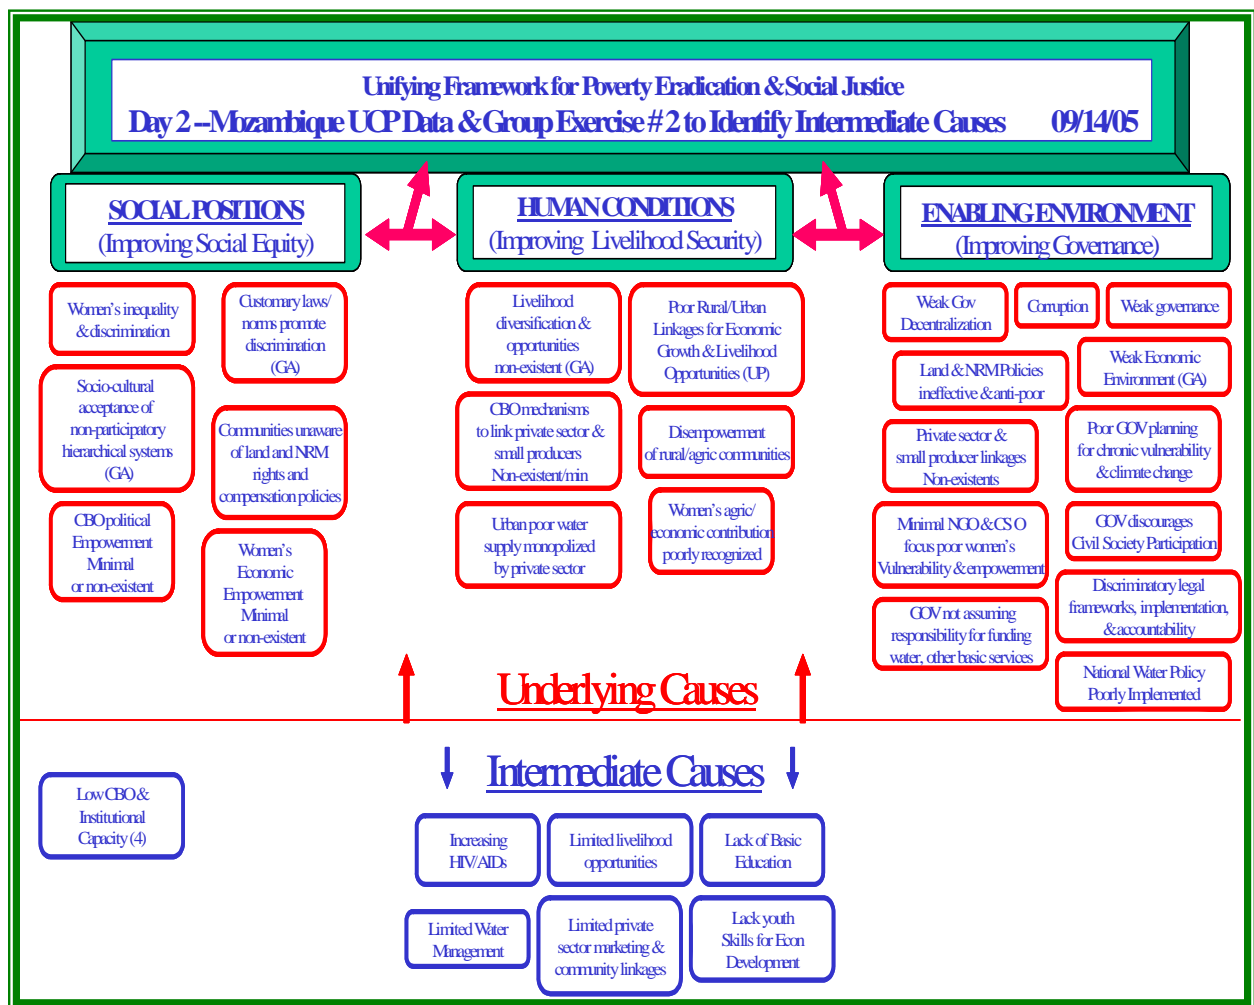 Unifying Framework for Poverty Eradication & Social Justice
Day 2 --Mozambique UCP Data & Group Exercise # 2 to Identify Intermediate Causes 09/14/05
SOCIAL POSITIONS
(Improving Social Equity)
HUMAN CONDITIONS
(Improving Livelihood Security)
ENABLING ENVIRONMENT
(Improving Governance)
Women's inequality
& discrimination
Customary laws/
norms promote
discrimination
(GA)
Socio-cultural
acceptance of
non-participatory
hierarchical systems
(GA)
Communities unaware
of land and NRM
rights and
compensation policies
CBO political
Empowerment
Minimal
or non-existent
Women's
Economic
Empowerment
Minimal
or non-existent
Livelihood
diversification &
opportunities
non-existent (GA)
Poor Rural/Urban
Linkages for Economic
Growth & Livelihood
Opportunities (UP)
CBO mechanisms
to link private sector &
small producers
Non-existent/min
Disempowerment
of rural/agric communities
Urban poor water
supply monopolized
by private sector
Women's agric/
economic contribution
poorly recognized
Weak Gov
Decentralization
Corruption
Weak governance
Land & NRM Policies
ineffective & anti-poor
Weak Economic
Environment (GA)
Private sector &
small producer linkages
Non-existents
Poor GOV planning
for chronic vulnerability
& climate change
Minimal NGO & CSO
focus poor women's
Vulnerability & empowerment
GOV discourages
Civil Society Participation
GOV not assuming
responsibility for funding
water, other basic services
Discriminatory legal
frameworks, implementation,
& accountability
National Water Policy
Poorly Implemented
Underlying Causes
Intermediate Causes
Low CBO &
Institutional
Capacity (4)
Increasing
HIV/AIDs
Limited livelihood
opportunities
Lack of Basic
Education
Limited Water
Management
Limited private
sector marketing &
community linkages
Lack youth
Skills for Econ
Development